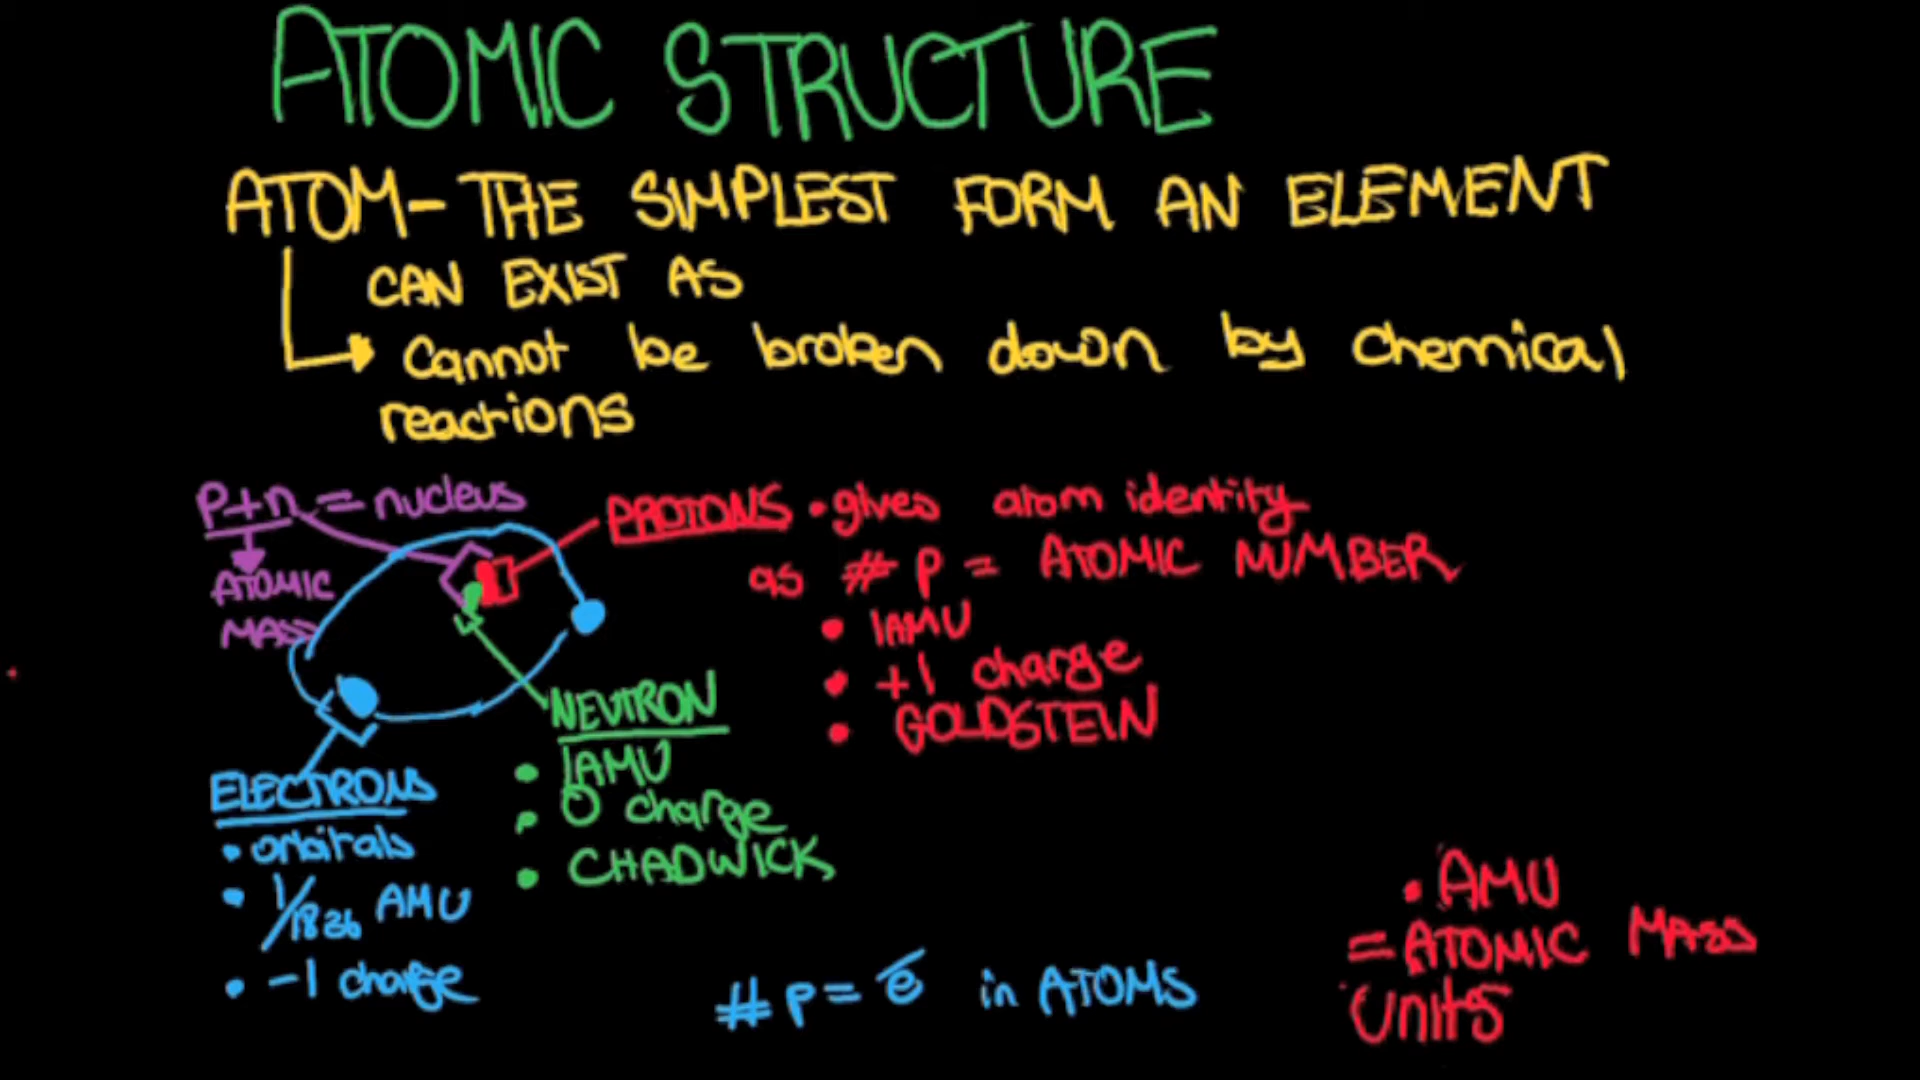 ATOMIC STRUCTURE
ATOM- THE SIMPLEST FORM AN ELEMENT
CAN EXIST AS
Cannot be broken down by chemical
reactions
P+n = nucleus
ATOMIC
MASS
PROTONS • gives atom identity
as # p = ATOMIC NUMBER
• 1AMU
• +1 charge
• GOLDSTEIN
NEUTRON
• 1AMU
• 0 charge
• CHADWICK
ELECTRONS
• orbitals
• 1/1836 AMU
• -1 charge
# p = e̅ in ATOMS
• AMU
= ATOMIC MASS
UNITS